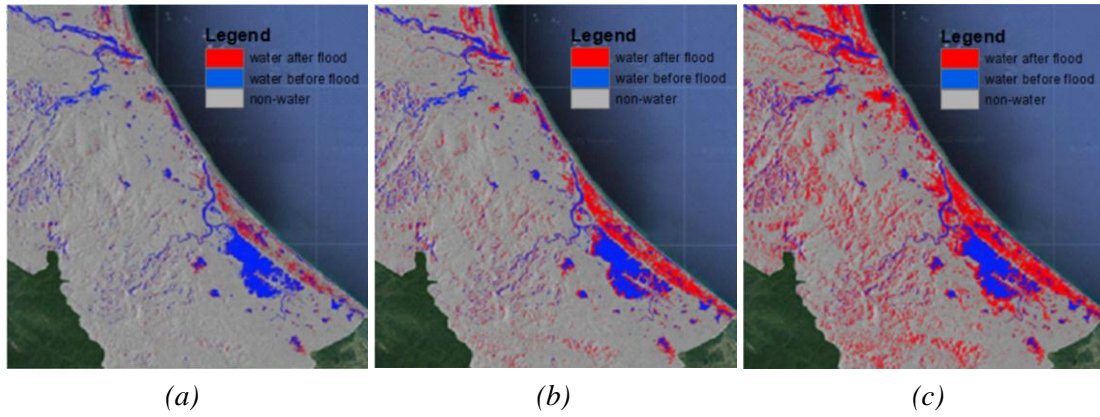 Legend
water after flood
water before flood
non-water
Legend
water after flood
water before flood
non-water
Legend
water after flood
water before flood
non-water
(a)
(b)
(c)